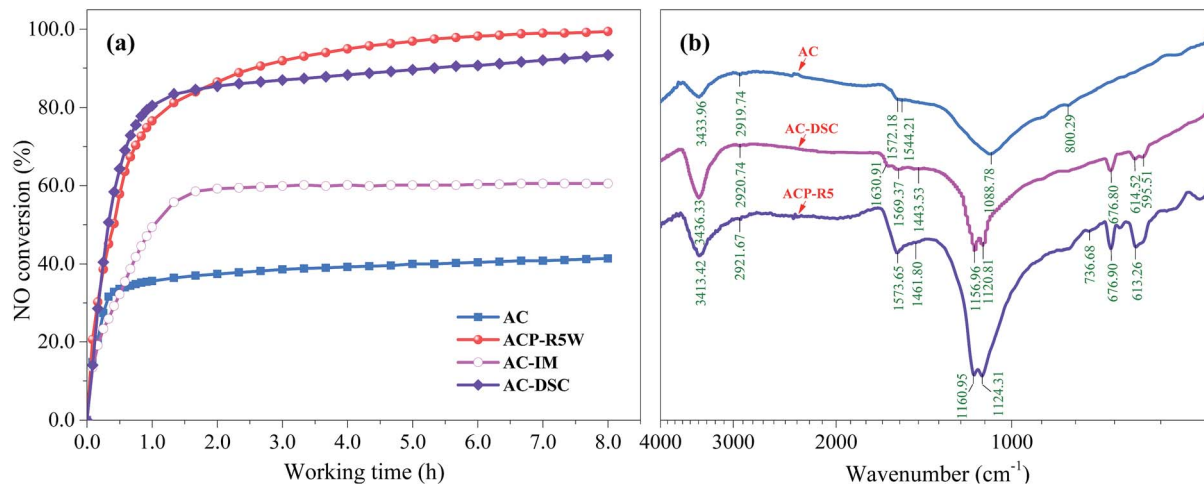 100.0
80.0
60.0
40.0
20.0
0.0
NO conversion (%)
(a)
AC
ACP-R5W
AC-IM
AC-DSC
0.0 1.0 2.0 3.0 4.0 5.0 6.0 7.0 8.0
Working time (h)
(b)
AC
3433.96
2919.74
1572.18
1544.21
1088.78
800.29
AC-DSC
3436.33
2920.74
1630.91
1569.37
1443.53
1156.96
1120.81
676.80
614.52
595.51
ACP-R5
3413.42
2921.67
1573.65
1461.80
1160.95
1124.31
736.68
676.90
613.26
4000 3000 2000 1000
Wavenumber (cm-1)